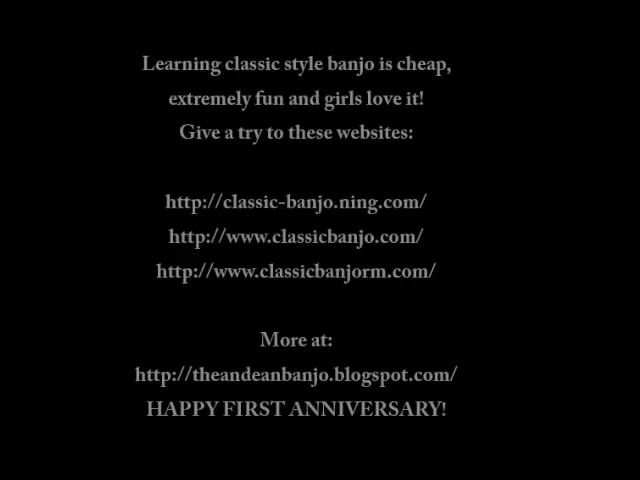 Learning classic style banjo is cheap,
extremely fun and girls love it!
Give a try to these websites:
http://classic-banjo.ning.com/
http://www.classicbanjo.com/
http://www.classicbanjorm.com/
More at:
http://theandeanbanjo.blogspot.com/
HAPPY FIRST ANNIVERSARY!